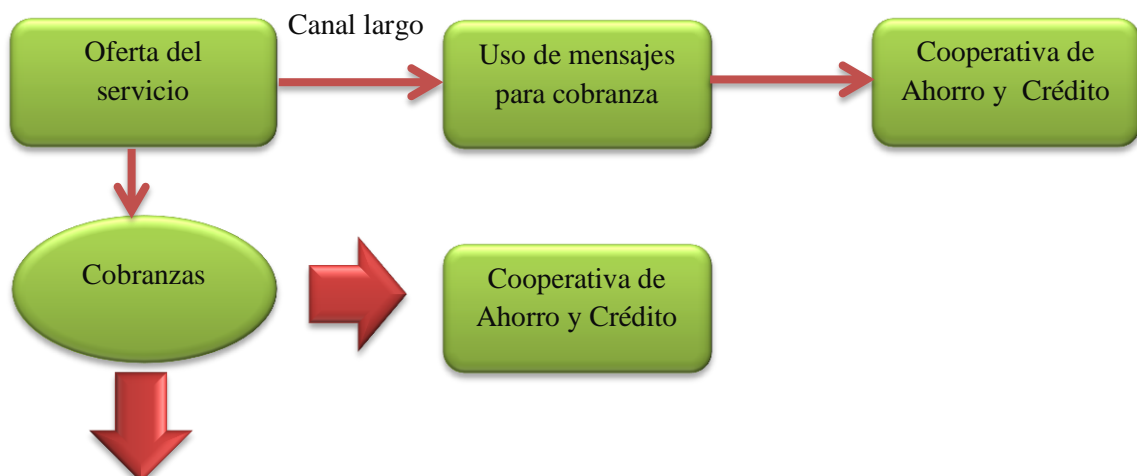 Canal largo
Oferta del
servicio
Uso de mensajes
para cobranza
Cooperativa de
Ahorro y Crédito
Cobranzas
Cooperativa de
Ahorro y Crédito